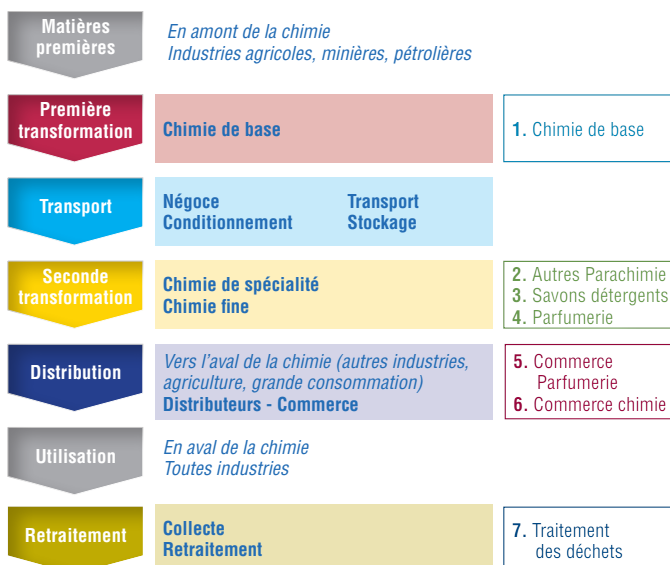 Matières
premières
En amont de la chimie
Industries agricoles, minières, pétrolières
Première
transformation
Chimie de base
1. Chimie de base
Transport
Négoce
Conditionnement
Transport
Stockage
Seconde
transformation
Chimie de spécialité
Chimie fine
2. Autres Parachimie
3. Savons détergents
4. Parfumerie
Distribution
Vers l'aval de la chimie (autres industries,
agriculture, grande consommation)
Distributeurs - Commerce
5. Commerce
Parfumerie
6. Commerce chimie
Utilisation
En aval de la chimie
Toutes industries
Retraitement
Collecte
Retraitement
7. Traitement
des déchets